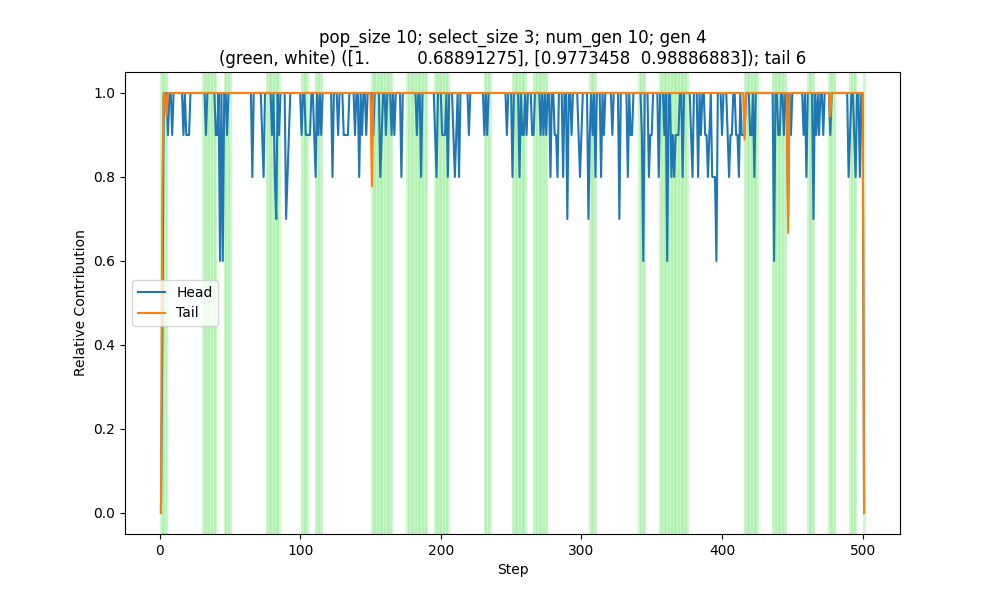 pop_size 10; select_size 3; num_gen 10; gen 4
(green, white) ([1.         0.68891275], [0.9773458  0.98886883]); tail 6
1.0
0.8
0.6
0.4
0.2
0.0
Relative Contribution
Head
Tail
0 100 200 300 400 500
Step